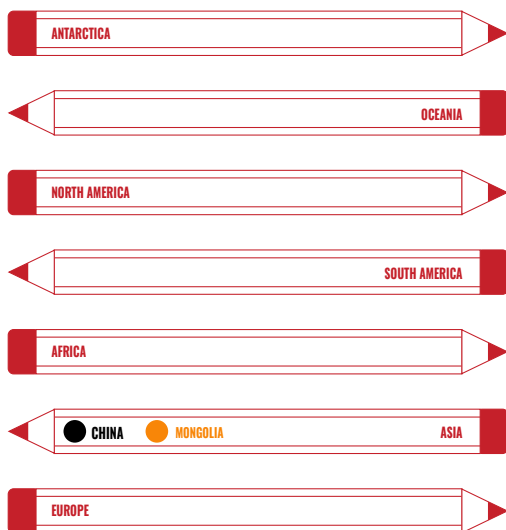 ANTARCTICA
OCEANIA
NORTH AMERICA
SOUTH AMERICA
AFRICA
CHINA MONGOLIA ASIA
EUROPE